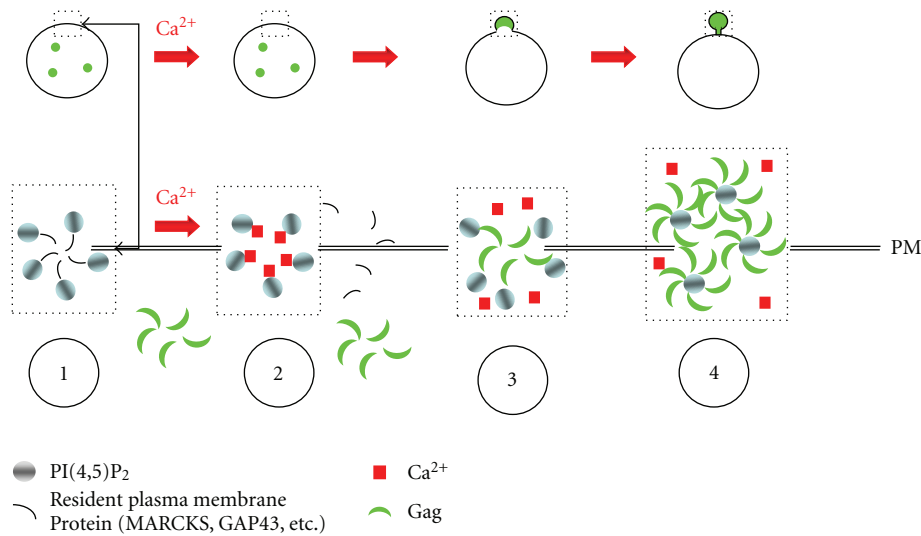 Ca²⁺
Ca²⁺
PM
1
2
3
4
PI(4,5)P₂
Resident plasma membrane
Protein (MARCKS, GAP43, etc.)
Ca²⁺
Gag